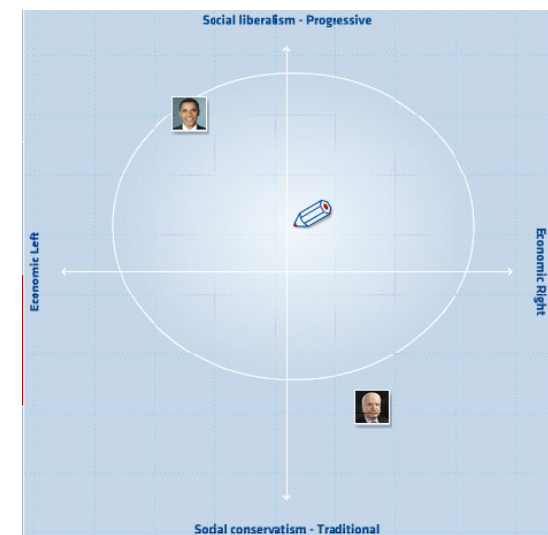 Social liberalism - Progressive
Economic Left
Economic Right
Social conservatism - Traditional